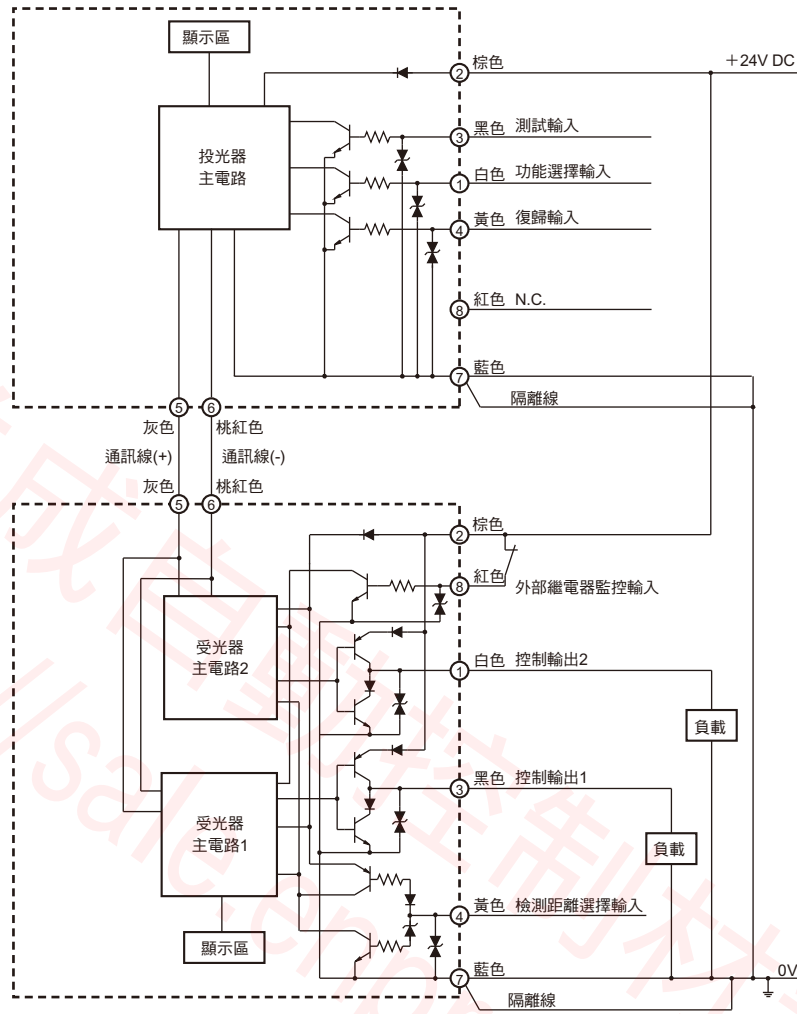 顯示區
② 棕色
＋24V DC
③ 黑色 測試輸入
投光器
主電路
① 白色 功能選擇輸入
④ 黃色 復歸輸入
⑧ 紅色 N.C.
⑦ 藍色
隔離線
⑤ ⑥
灰色 桃紅色
通訊線(+) 通訊線(-)
灰色 桃紅色
⑤ ⑥
② 棕色
⑧ 紅色 外部繼電器監控輸入
受光器
主電路2
① 白色 控制輸出2
負載
③ 黑色 控制輸出1
受光器
主電路1
負載
④ 黃色 檢測距離選擇輸入
顯示區
⑦ 藍色
0V
隔離線